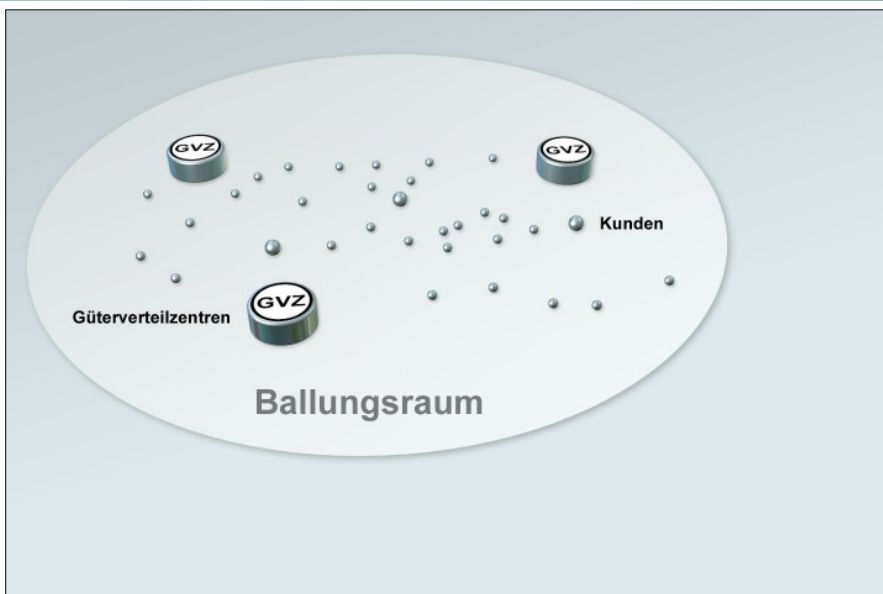 GVZ
GVZ
Kunden
GVZ
Güterverteilzentren
Ballungsraum